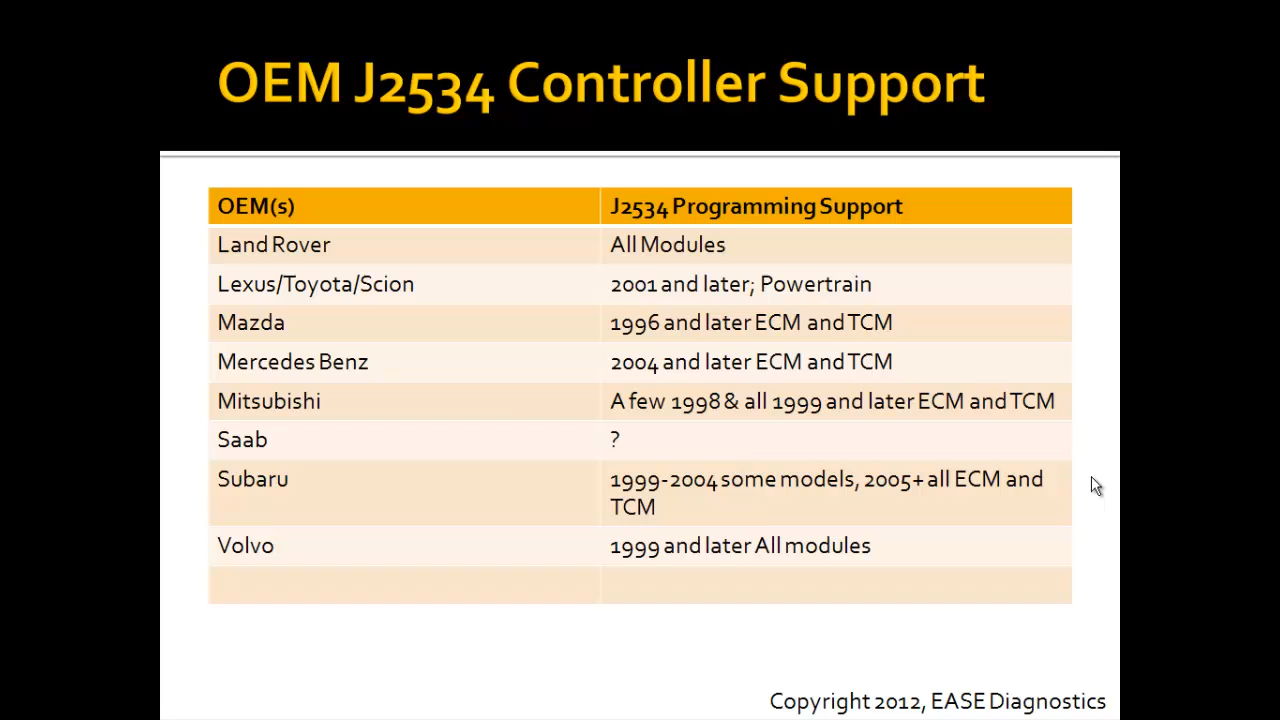 OEM J2534 Controller Support
OEM(s) J2534 Programming Support
Land Rover All Modules
Lexus/Toyota/Scion 2001 and later; Powertrain
Mazda 1996 and later ECM and TCM
Mercedes Benz 2004 and later ECM and TCM
Mitsubishi A few 1998 & all 1999 and later ECM and TCM
Saab ?
Subaru 1999-2004 some models, 2005+ all ECM and
TCM
Volvo 1999 and later All modules
Copyright 2012, EASE Diagnostics